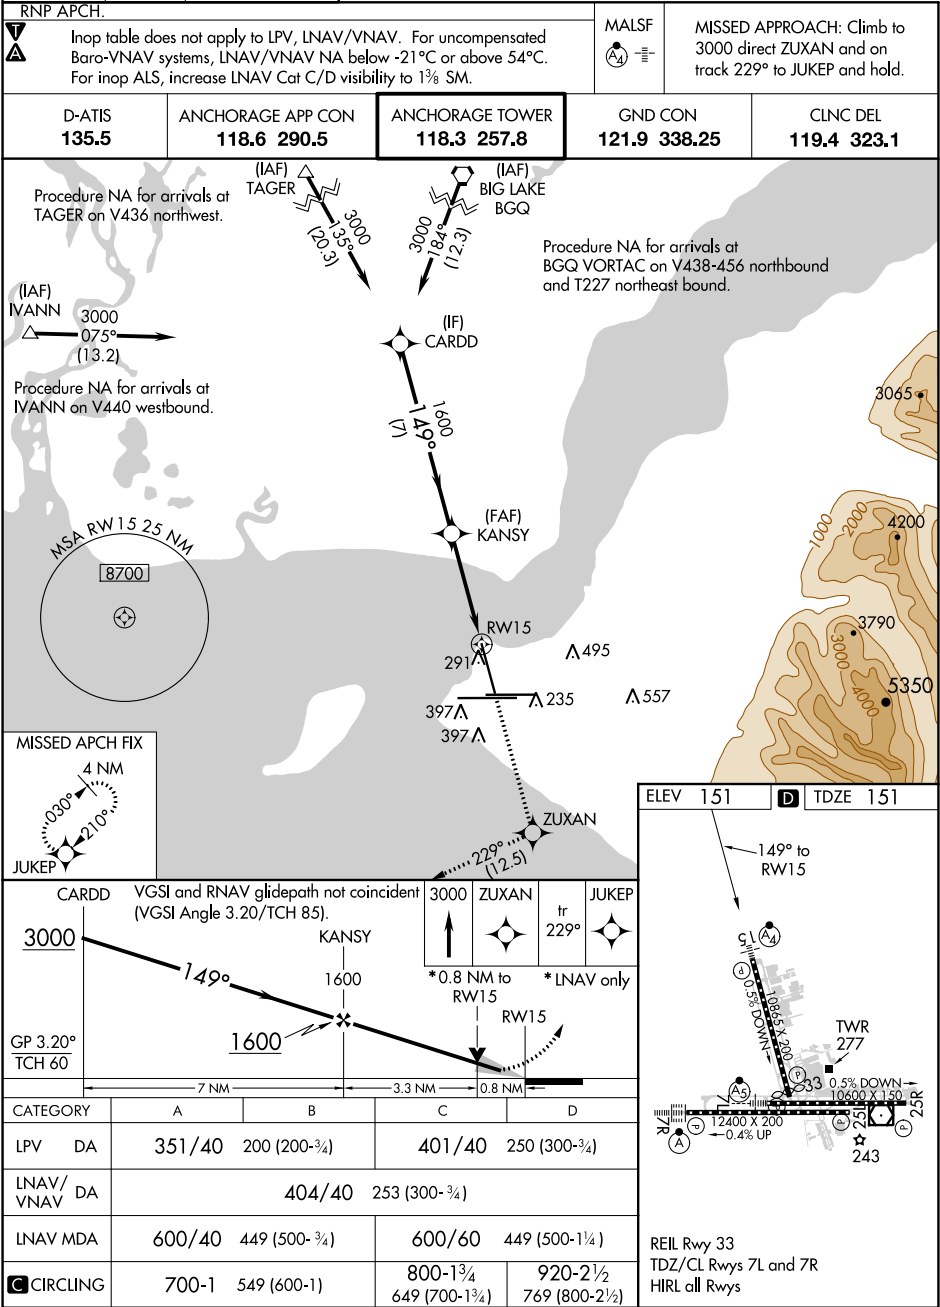 RNP APCH.
T
A
Inop table does not apply to LPV, LNAV/VNAV. For uncompensated
Baro-VNAV systems, LNAV/VNAV NA below -21°C or above 54°C.
For inop ALS, increase LNAV Cat C/D visibility to 1⅜ SM.
MALSF
A4
MISSED APPROACH: Climb to
3000 direct ZUXAN and on
track 229° to JUKEP and hold.
D-ATIS
135.5
ANCHORAGE APP CON
118.6 290.5
ANCHORAGE TOWER
118.3 257.8
GND CON
121.9 338.25
CLNC DEL
119.4 323.1
Procedure NA for arrivals at
TAGER on V436 northwest.
(IAF)
TAGER
3000
135°
(20.3)
(IAF)
BIG LAKE
BGQ
3000
184°
(12.3)
Procedure NA for arrivals at
BGQ VORTAC on V438-456 northbound
and T227 northeast bound.
(IAF)
IVANN
3000
075°
(13.2)
Procedure NA for arrivals at
IVANN on V440 westbound.
(IF)
CARDD
1600
149°
(7)
(FAF)
KANSY
MSA RW15 25 NM
8700
RW15
291
495
235
557
397
397
3065
1000
2000
4200
3790
3000
4000
5350
MISSED APCH FIX
4 NM
030°
210°
JUKEP
ZUXAN
229°
(12.5)
ELEV 151
D
TDZE 151
149° to
RW15
A4
15
P
0.5% DOWN
10865 X 200
TWR
277
P
33
A5
0.5% DOWN
10600 X 150
7L
25R
7R
P
12400 X 200
25L
P
P
A
0.4% UP
243
REIL Rwy 33
TDZ/CL Rwys 7L and 7R
HIRL all Rwys
CARDD
VGSI and RNAV glidepath not coincident
(VGSI Angle 3.20/TCH 85).
3000
ZUXAN
tr
229°
JUKEP
3000
149°
KANSY
1600
1600
*0.8 NM to
RW15
*LNAV only
RW15
GP 3.20°
TCH 60
7 NM
3.3 NM
0.8 NM
CATEGORY A B C D
LPV DA 351/40 200 (200-¾) 401/40 250 (300-¾)
LNAV/
VNAV DA 404/40 253 (300-¾)
LNAV MDA 600/40 449 (500-¾) 600/60 449 (500-1¼)
C CIRCLING 700-1 549 (600-1) 800-1¾ 649 (700-1¾) 920-2½ 769 (800-2½)